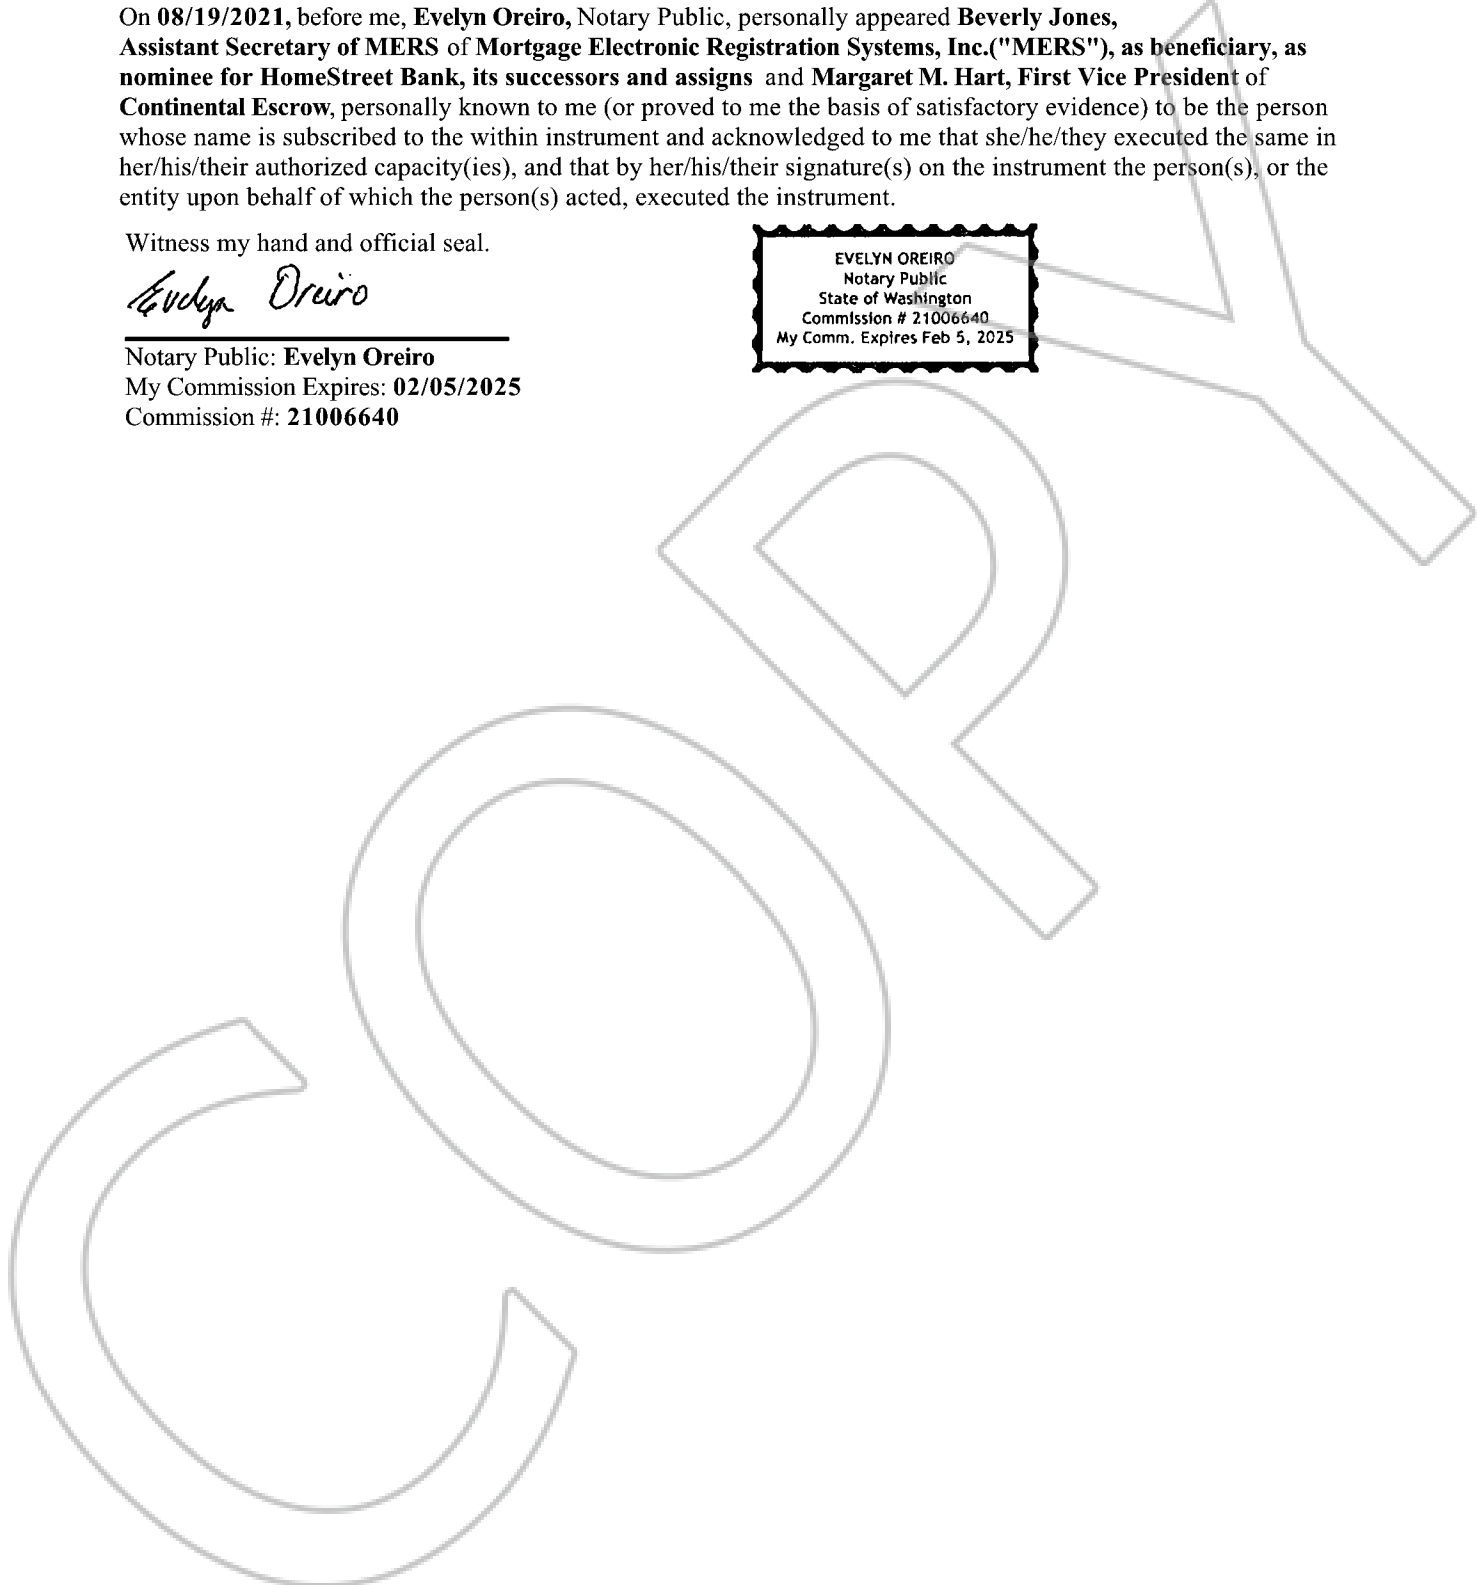 On 08/19/2021, before me, Evelyn Oreiro, Notary Public, personally appeared Beverly Jones,
Assistant Secretary of MERS of Mortgage Electronic Registration Systems, Inc.("MERS"), as beneficiary, as
nominee for HomeStreet Bank, its successors and assigns and Margaret M. Hart, First Vice President of
Continental Escrow, personally known to me (or proved to me the basis of satisfactory evidence) to be the person
whose name is subscribed to the within instrument and acknowledged to me that she/he/they executed the same in
her/his/their authorized capacity(ies), and that by her/his/their signature(s) on the instrument the person(s), or the
entity upon behalf of which the person(s) acted, executed the instrument.
Witness my hand and official seal.
Evelyn Oreiro
Notary Public: Evelyn Oreiro
My Commission Expires: 02/05/2025
Commission #: 21006640
EVELYN OREIRO
Notary Public
State of Washington
Commission # 21006640
My Comm. Expires Feb 5, 2025
COPY